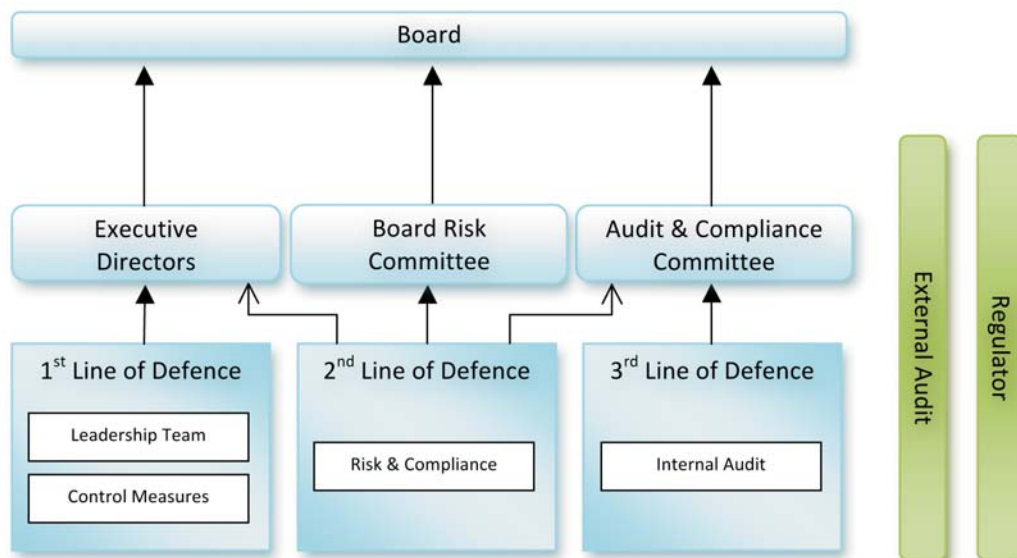 Board
Executive
Directors
Board Risk
Committee
Audit & Compliance
Committee
1st Line of Defence
Leadership Team
Control Measures
2nd Line of Defence
Risk & Compliance
3rd Line of Defence
Internal Audit
External Audit
Regulator